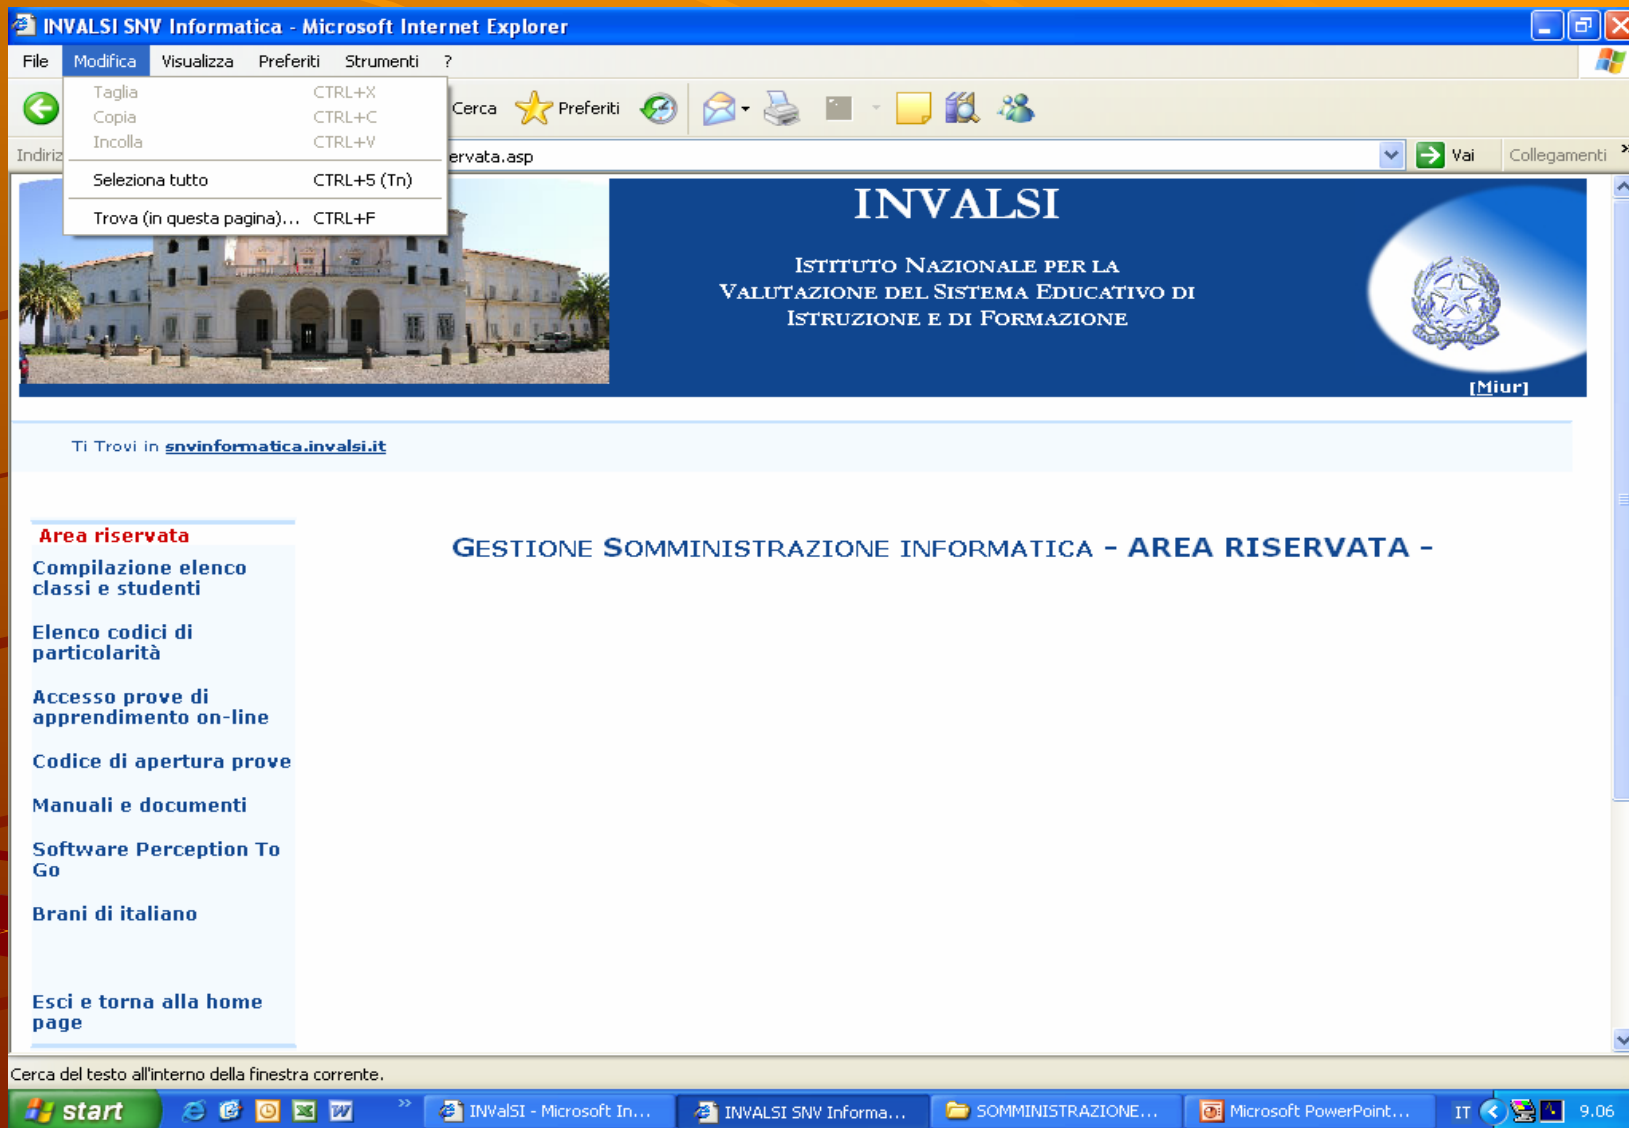 INVALSI SNV Informatica - Microsoft Internet Explorer
File Modifica Visualizza Preferiti Strumenti ?
Taglia CTRL+X
Copia CTRL+C
Incolla CTRL+V
Seleziona tutto CTRL+5 (Tn)
Trova (in questa pagina)... CTRL+F
Cerca Preferiti
Indiriz ervata.asp Vai Collegamenti »
INVALSI
Istituto Nazionale per la
Valutazione del Sistema Educativo di
Istruzione e di Formazione
[Miur]
Ti Trovi in snvinformatica.invalsi.it
Area riservata
Gestione Somministrazione informatica - AREA RISERVATA -
Compilazione elenco
classi e studenti
Elenco codici di
particolarità
Accesso prove di
apprendimento on-line
Codice di apertura prove
Manuali e documenti
Software Perception To
Go
Brani di italiano
Esci e torna alla home
page
Cerca del testo all'interno della finestra corrente.
start » INValSI - Microsoft In... INVALSI SNV Informa... SOMMINISTRAZIONE... Microsoft PowerPoint... IT 9.06